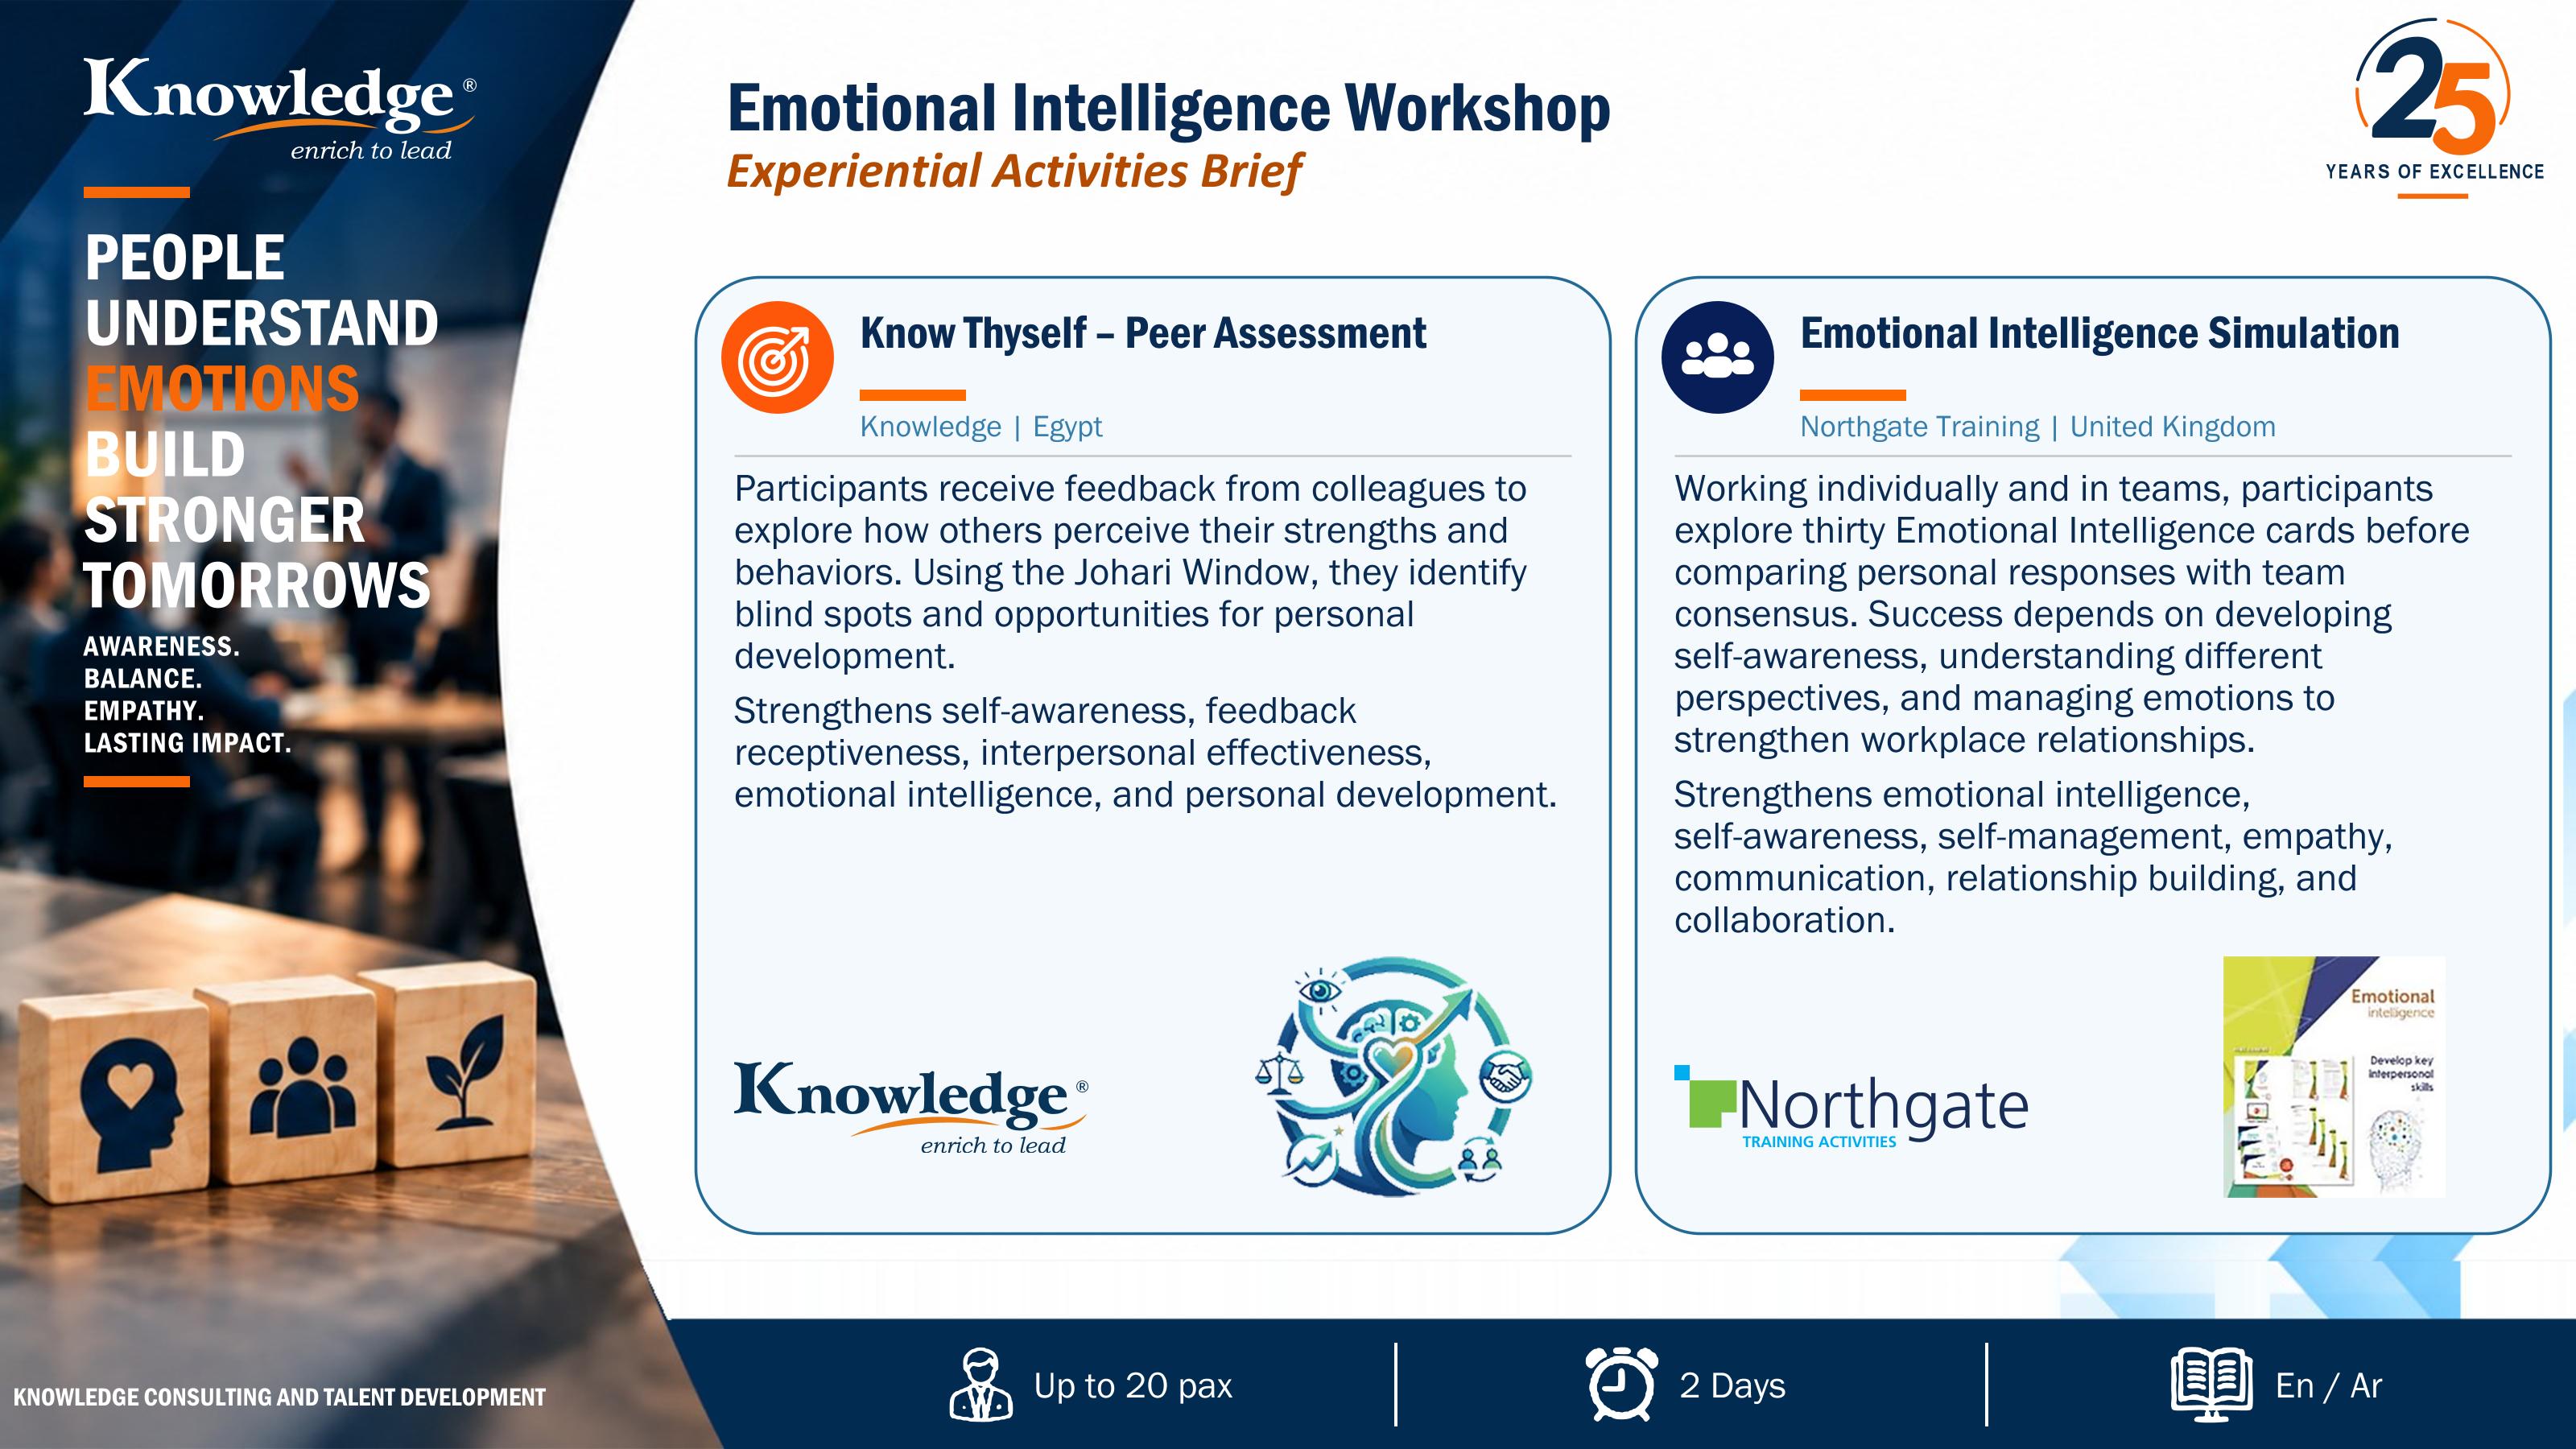 Knowledge®
enrich to lead
PEOPLE
UNDERSTAND
EMOTIONS
BUILD
STRONGER
TOMORROWS
AWARENESS.
BALANCE.
EMPATHY.
LASTING IMPACT.
KNOWLEDGE CONSULTING AND TALENT DEVELOPMENT
Emotional Intelligence Workshop
Experiential Activities Brief
25
YEARS OF EXCELLENCE
Know Thyself – Peer Assessment
Knowledge | Egypt
Participants receive feedback from colleagues to
explore how others perceive their strengths and
behaviors. Using the Johari Window, they identify
blind spots and opportunities for personal
development.
Strengthens self-awareness, feedback
receptiveness, interpersonal effectiveness,
emotional intelligence, and personal development.
Knowledge®
enrich to lead
Emotional Intelligence Simulation
Northgate Training | United Kingdom
Working individually and in teams, participants
explore thirty Emotional Intelligence cards before
comparing personal responses with team
consensus. Success depends on developing
self-awareness, understanding different
perspectives, and managing emotions to
strengthen workplace relationships.
Strengthens emotional intelligence,
self-awareness, self-management, empathy,
communication, relationship building, and
collaboration.
Northgate
TRAINING ACTIVITIES
Emotional
intelligence
Develop key
interpersonal
skills
Up to 20 pax
2 Days
En / Ar